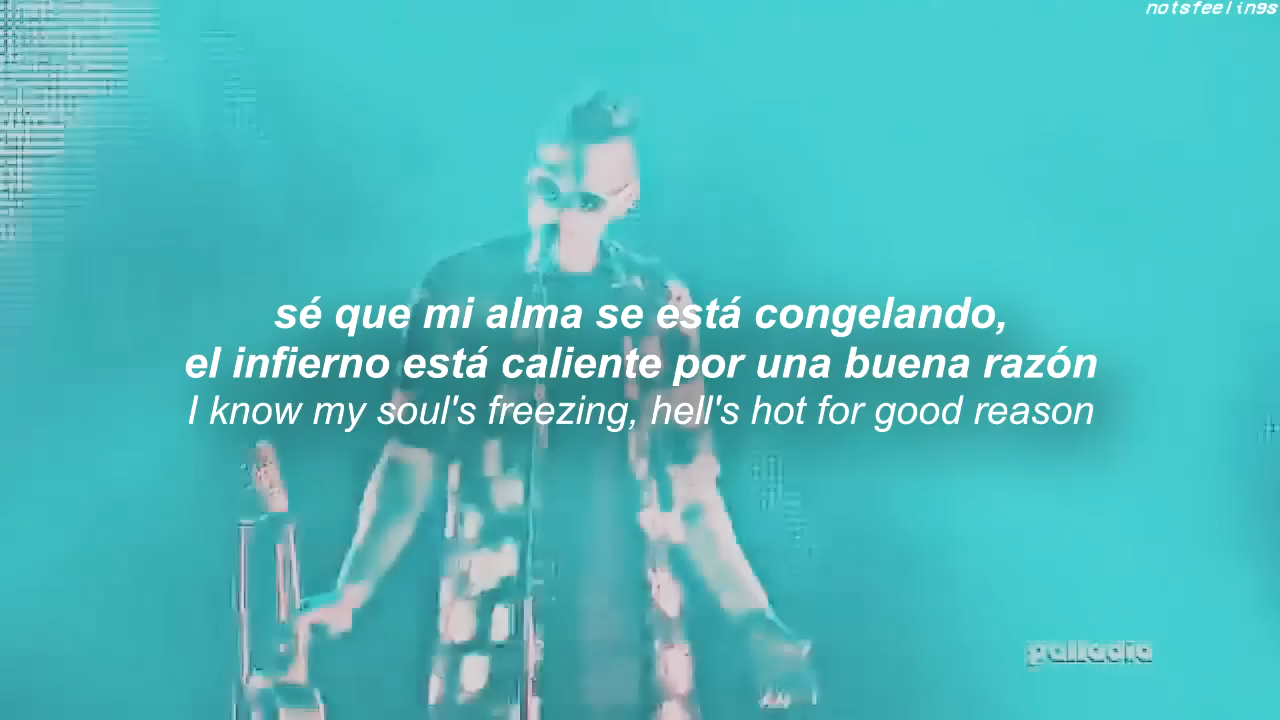 notsfeelings
sé que mi alma se está congelando,
el infierno está caliente por una buena razón
I know my soul's freezing, hell's hot for good reason
palladia